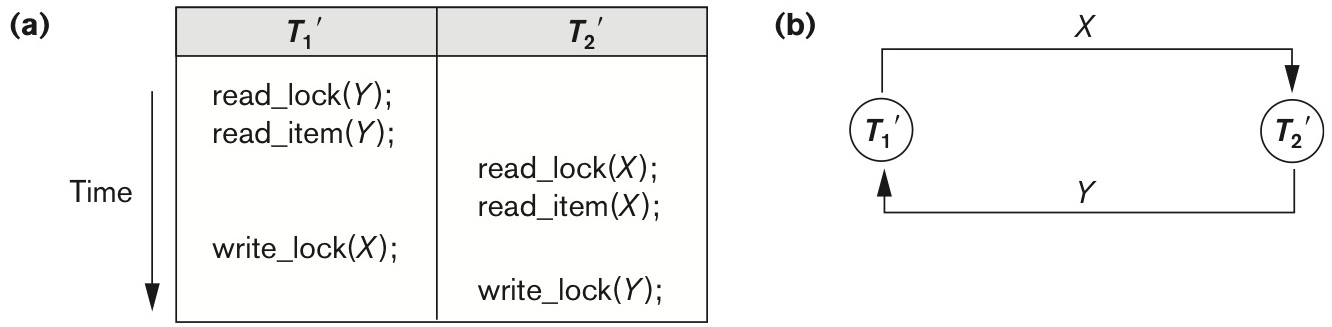 (a)
T₁′ T₂′
read_lock(Y);
read_item(Y);
read_lock(X);
read_item(X);
Time
write_lock(X);
write_lock(Y);
(b)
X
T₁′ T₂′
Y